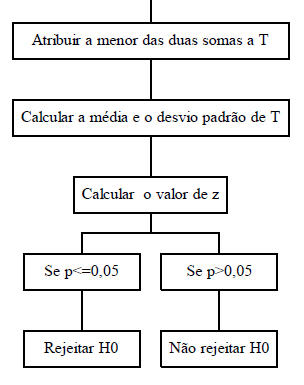 Atribuir a menor das duas somas a T
Calcular a média e o desvio padrão de T
Calcular o valor de z
Se p<=0,05
Se p>0,05
Rejeitar H0
Não rejeitar H0